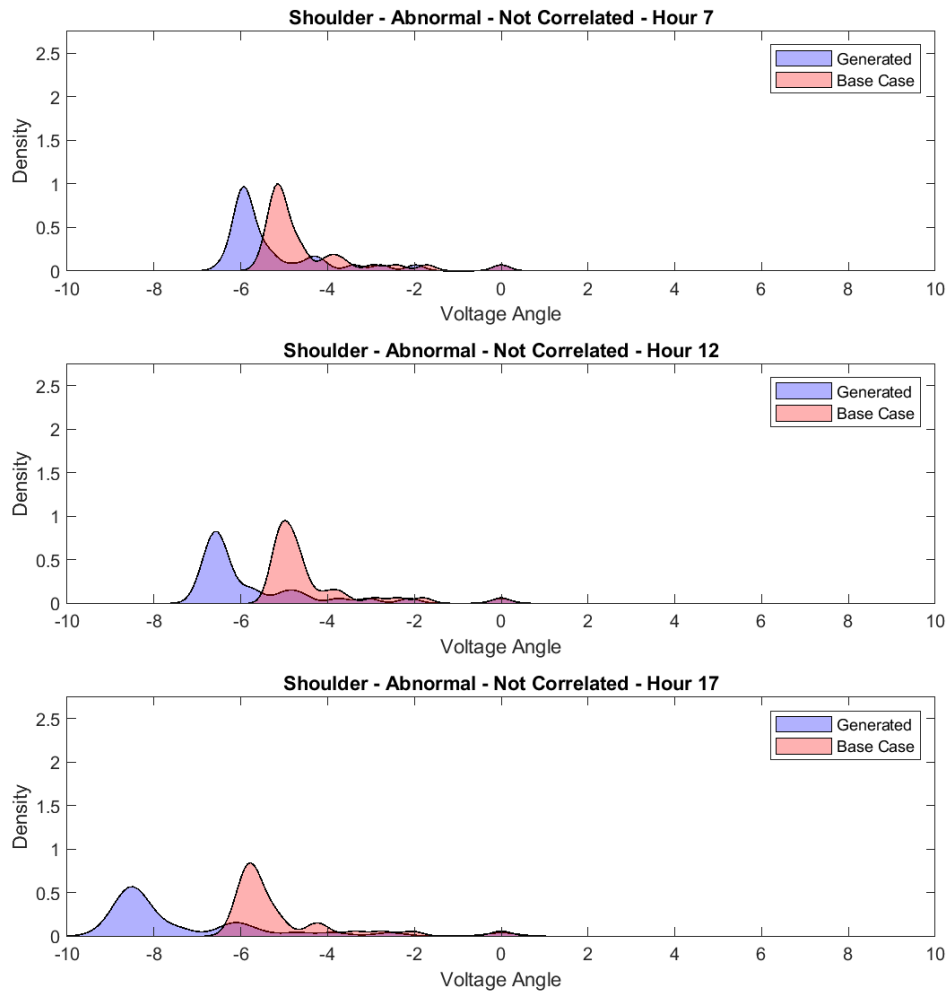 Shoulder - Abnormal - Not Correlated - Hour 7
2.5
2
1.5
1
0.5
0
Density
Generated
Base Case
-10 -8 -6 -4 -2 0 2 4 6 8 10
Voltage Angle
Shoulder - Abnormal - Not Correlated - Hour 12
2.5
2
1.5
1
0.5
0
Density
Generated
Base Case
-10 -8 -6 -4 -2 0 2 4 6 8 10
Voltage Angle
Shoulder - Abnormal - Not Correlated - Hour 17
2.5
2
1.5
1
0.5
0
Density
Generated
Base Case
-10 -8 -6 -4 -2 0 2 4 6 8 10
Voltage Angle